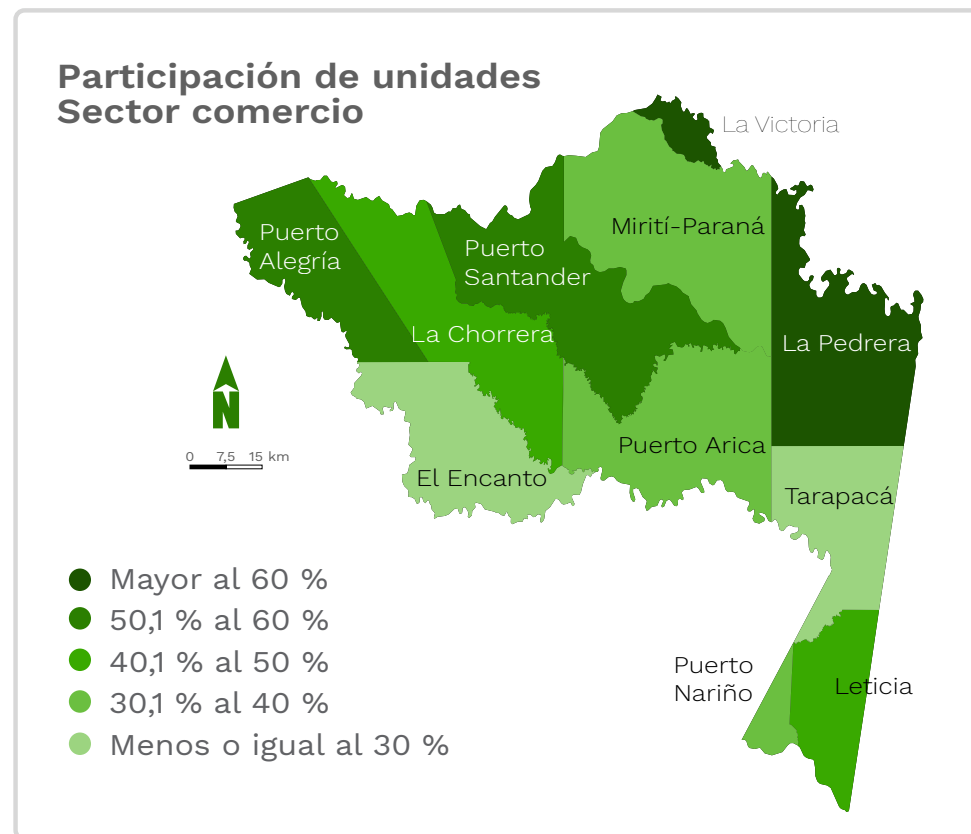 Participación de unidades
Sector comercio
La Victoria
Mirití-Paraná
Puerto
Alegría
Puerto
Santander
La Chorrera
La Pedrera
N
0 7,5 15 km
Puerto Arica
El Encanto
Tarapacá
Mayor al 60 %
50,1 % al 60 %
40,1 % al 50 %
30,1 % al 40 %
Menos o igual al 30 %
Puerto
Nariño
Leticia